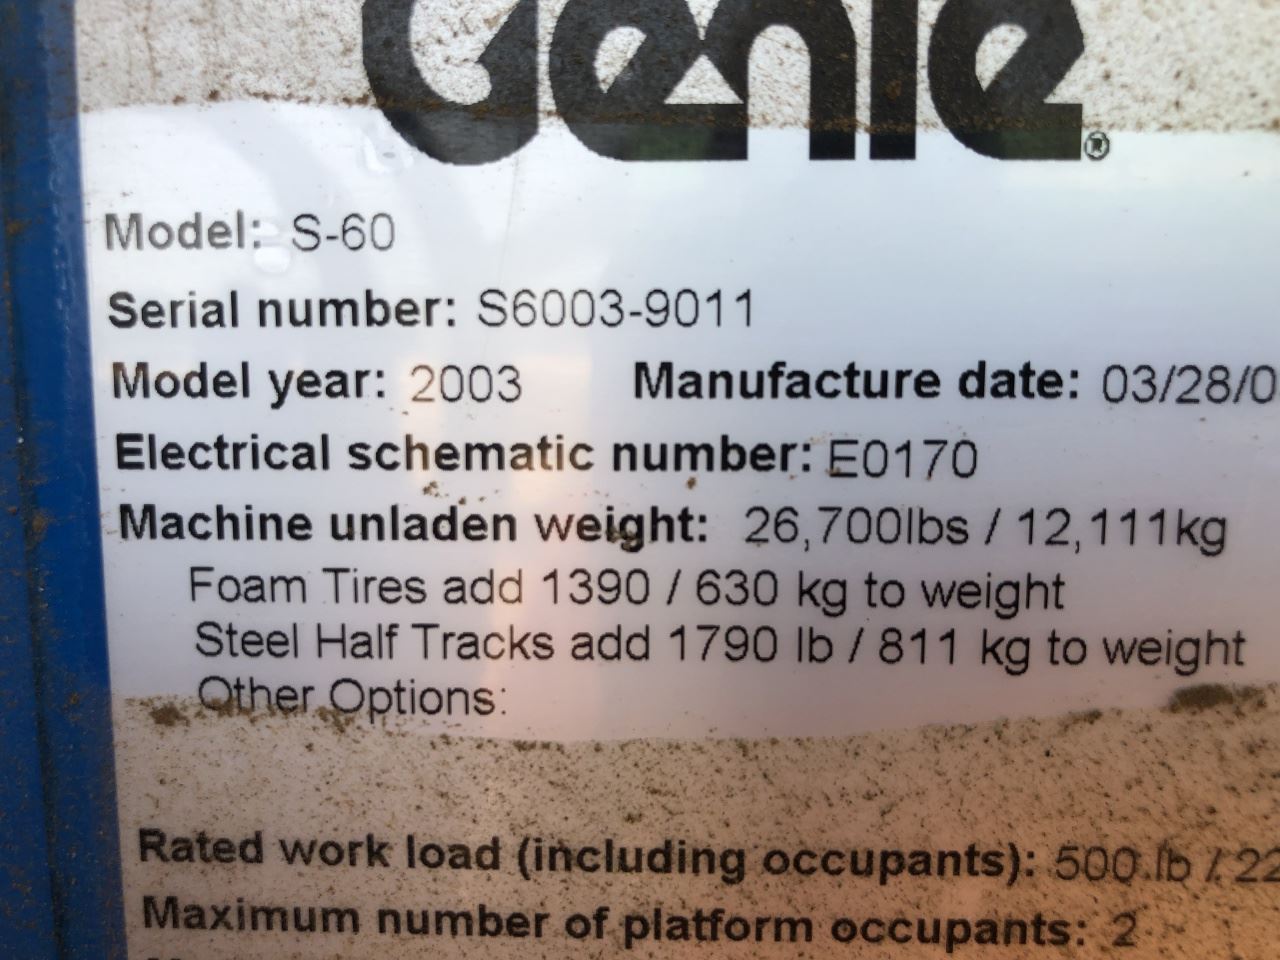 Genie®
Model: S-60
Serial number: S6003-9011
Model year: 2003 Manufacture date: 03/28/0
Electrical schematic number: E0170
Machine unladen weight: 26,700lbs / 12,111kg
Foam Tires add 1390 / 630 kg to weight
Steel Half Tracks add 1790 lb / 811 kg to weight
Other Options:
Rated work load (including occupants): 500 lb / 22
Maximum number of platform occupants: 2